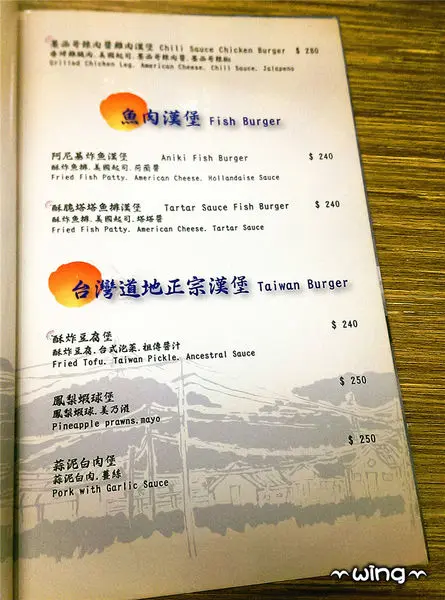 墨西哥辣肉醬雞肉漢堡 Chili Sauce Chicken Burger $ 280
香烤雞腿肉.美國起司.墨西哥辣肉醬.墨西哥辣椒
Grilled Chicken Leg. American Cheese. Chili Sauce. Jalapeno
魚肉漢堡 Fish Burger
阿尼基炸魚漢堡 Aniki Fish Burger $ 240
酥炸魚排.美國起司.荷蘭醬
Fried Fish Patty. American Cheese. Hollandaise Sauce
酥脆塔塔魚排漢堡 Tartar Sauce Fish Burger $ 240
酥炸魚排.美國起司.塔塔醬
Fried Fish Patty. American Cheese. Tartar Sauce
台灣道地正宗漢堡 Taiwan Burger
酥炸豆腐堡 $ 240
酥炸豆腐.台式泡菜.祖傳醬汁
Fried Tofu. Taiwan Pickle. Ancestral Sauce
鳳梨蝦球堡 $ 250
鳳梨蝦球.美乃滋
Pineapple prawns.mayo
蒜泥白肉堡 $ 250
蒜泥白肉.薑絲
Pork with Garlic Sauce
wing